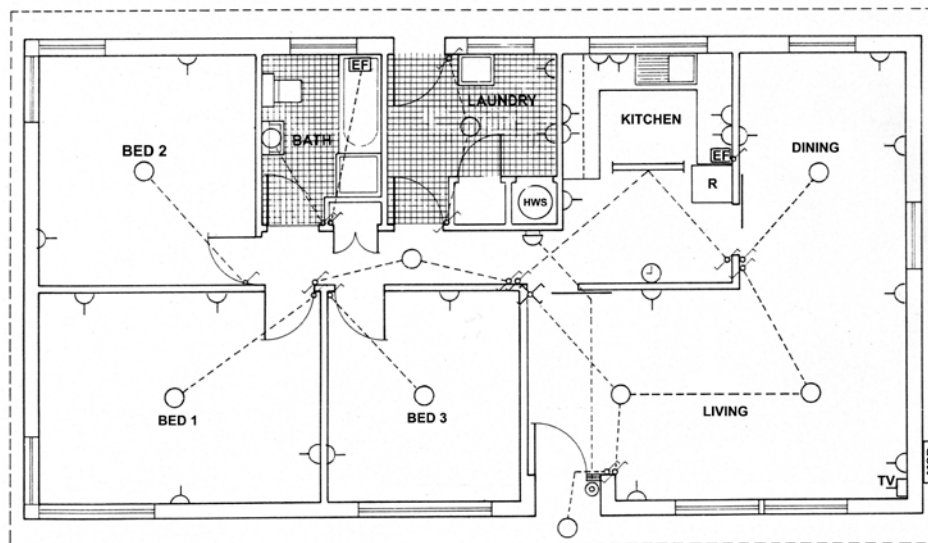 EF
LAUNDRY
KITCHEN
BED 2
BATH
DINING
EF
R
HWS
BED 1
BED 3
LIVING
TV